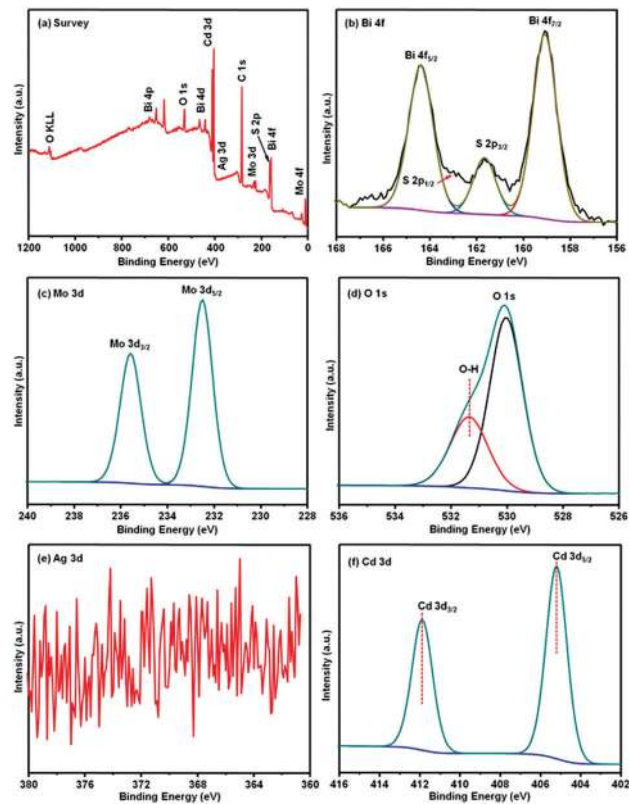 (a) Survey
O KLL
Bi 4p
O 1s
Bi 4d
Cd 3d
Ag 3d
C 1s
Mo 3d
S 2p
Bi 4f
Mo 4f
Intensity (a.u.)
1200 1000 800 600 400 200 0
Binding Energy (eV)
(b) Bi 4f
Bi 4f5/2
Bi 4f7/2
S 2p3/2
S 2p1/2
Intensity (a.u.)
168 166 164 162 160 158 156
Binding Energy (eV)
(c) Mo 3d
Mo 3d5/2
Mo 3d3/2
Intensity (a.u.)
240 238 236 234 232 230 228
Binding Energy (eV)
(d) O 1s
O 1s
O-H
Intensity (a.u.)
536 534 532 530 528 526
Binding Energy (eV)
(e) Ag 3d
Intensity (a.u.)
380 376 372 368 364 360
Binding Energy (eV)
(f) Cd 3d
Cd 3d5/2
Cd 3d3/2
Intensity (a.u.)
416 414 412 410 408 406 404 402
Binding Energy (eV)